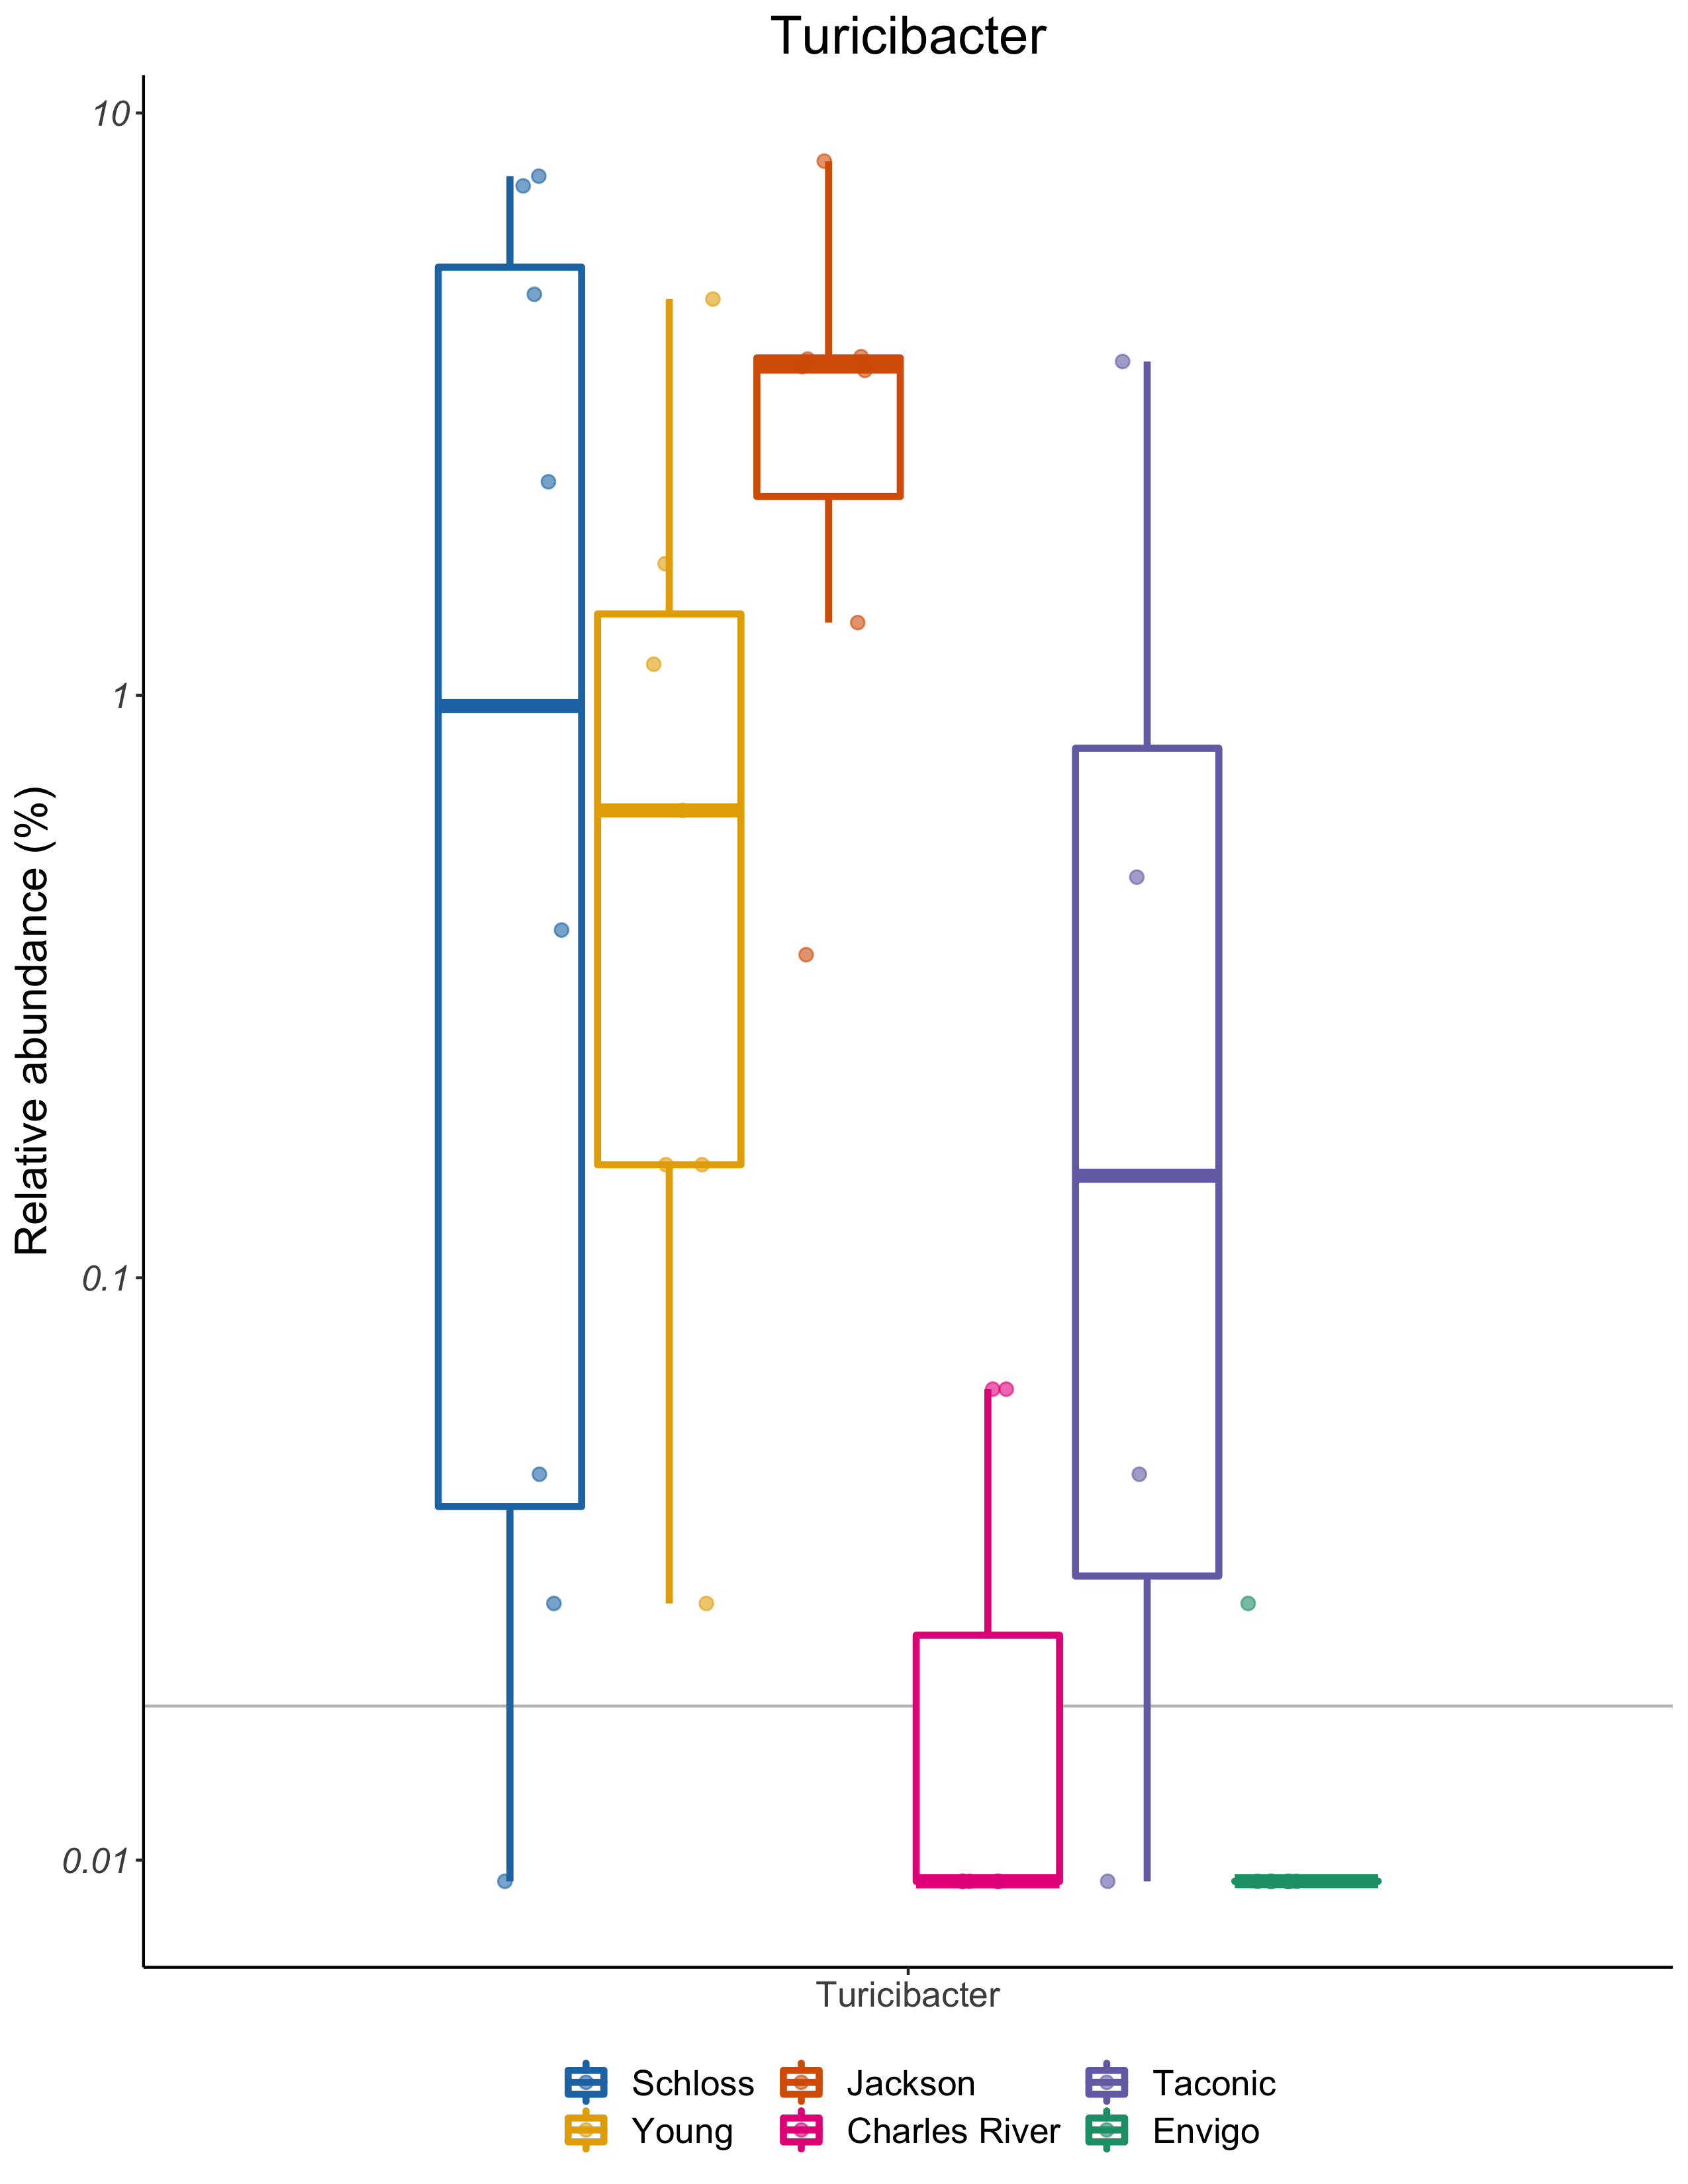 Turicibacter
10
1
0.1
0.01
Relative abundance (%)
Turicibacter
Schloss
Jackson
Taconic
Young
Charles River
Envigo